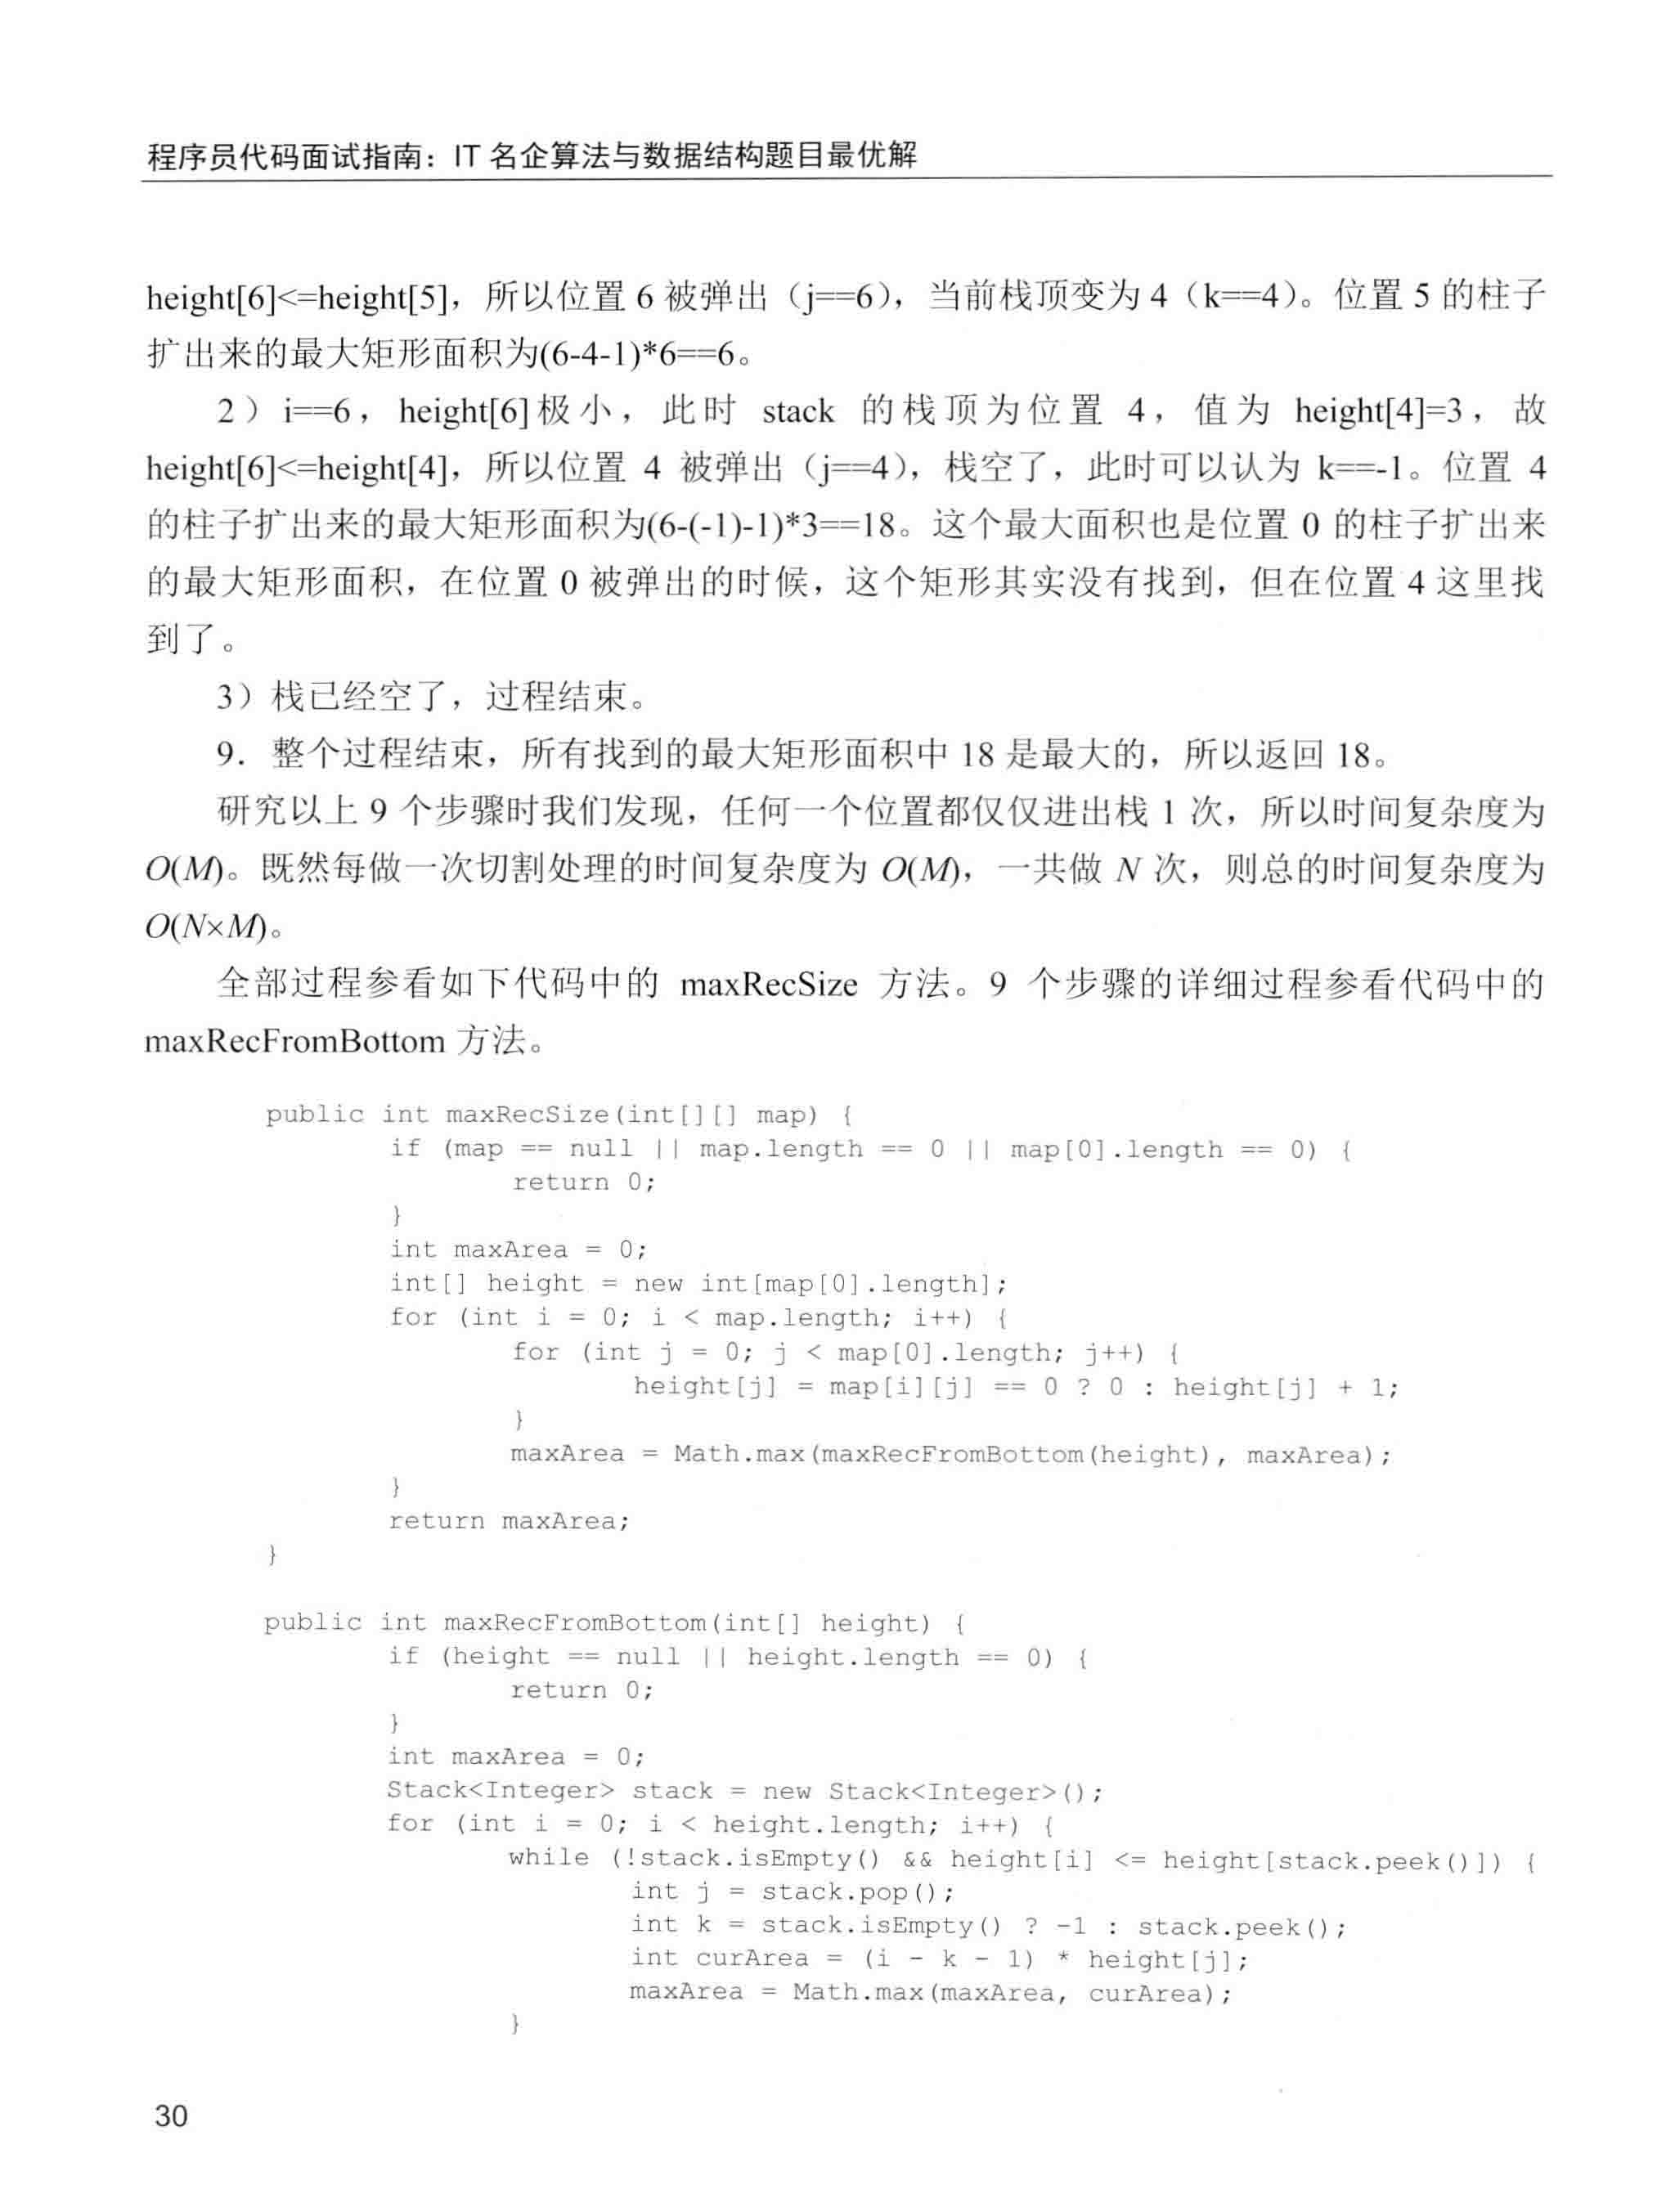 程序员代码面试指南：IT 名企算法与数据结构题目最优解
height[6]<=height[5]，所以位置 6 被弹出（j==6），当前栈顶变为 4（k==4）。位置 5 的柱子
扩出来的最大矩形面积为(6-4-1)*6==6。
2）i==6，height[6]极小，此时 stack 的栈顶为位置 4，值为 height[4]=3，故
height[6]<=height[4]，所以位置 4 被弹出（j==4），栈空了，此时可以认为 k==-1。位置 4
的柱子扩出来的最大矩形面积为(6-(-1)-1)*3==18。这个最大面积也是位置 0 的柱子扩出来
的最大矩形面积，在位置 0 被弹出的时候，这个矩形其实没有找到，但在位置 4 这里找
到了。
3）栈已经空了，过程结束。
9．整个过程结束，所有找到的最大矩形面积中 18 是最大的，所以返回 18。
研究以上 9 个步骤时我们发现，任何一个位置都仅仅进出栈 1 次，所以时间复杂度为
O(M)。既然每做一次切割处理的时间复杂度为 O(M)，一共做 N 次，则总的时间复杂度为
O(N×M)。
全部过程参看如下代码中的 maxRecSize 方法。9 个步骤的详细过程参看代码中的
maxRecFromBottom 方法。
public int maxRecSize(int[][] map) {
if (map == null || map.length == 0 || map[0].length == 0) {
return 0;
}
int maxArea = 0;
int[] height = new int[map[0].length];
for (int i = 0; i < map.length; i++) {
for (int j = 0; j < map[0].length; j++) {
height[j] = map[i][j] == 0 ? 0 : height[j] + 1;
}
maxArea = Math.max(maxRecFromBottom(height), maxArea);
}
return maxArea;
}
public int maxRecFromBottom(int[] height) {
if (height == null || height.length == 0) {
return 0;
}
int maxArea = 0;
Stack<Integer> stack = new Stack<Integer>();
for (int i = 0; i < height.length; i++) {
while (!stack.isEmpty() && height[i] <= height[stack.peek()]) {
int j = stack.pop();
int k = stack.isEmpty() ? -1 : stack.peek();
int curArea = (i - k - 1) * height[j];
maxArea = Math.max(maxArea, curArea);
}
30